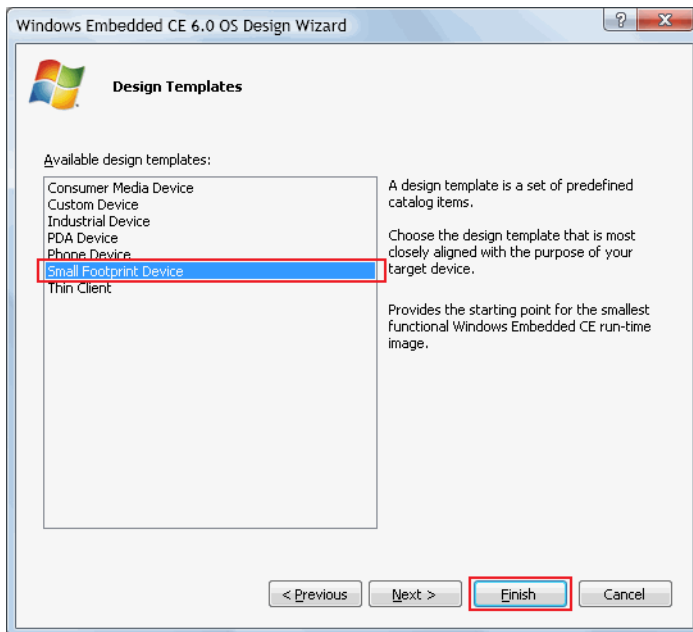 Windows Embedded CE 6.0 OS Design Wizard
Design Templates
Available design templates:
Consumer Media Device
Custom Device
Industrial Device
PDA Device
Phone Device
Small Footprint Device
Thin Client
A design template is a set of predefined
catalog items.
Choose the design template that is most
closely aligned with the purpose of your
target device.
Provides the starting point for the smallest
functional Windows Embedded CE run-time
image.
< Previous
Next >
Finish
Cancel